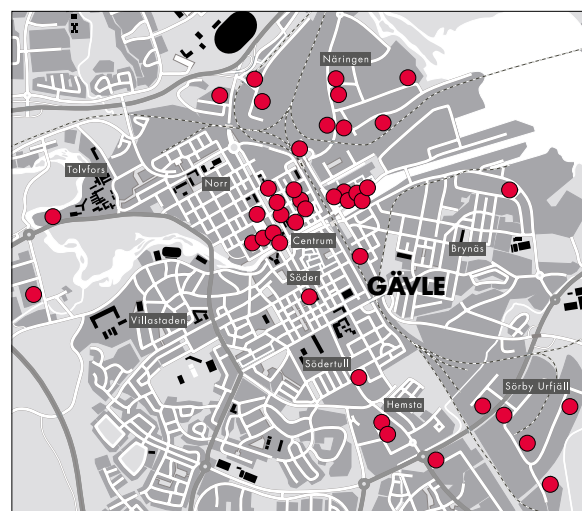 Näringen
Tolvfors
Norr
Centrum
Brynäs
Söder
GÄVLE
Villastaden
Södertull
Sörby Urfjäll
Hemsta